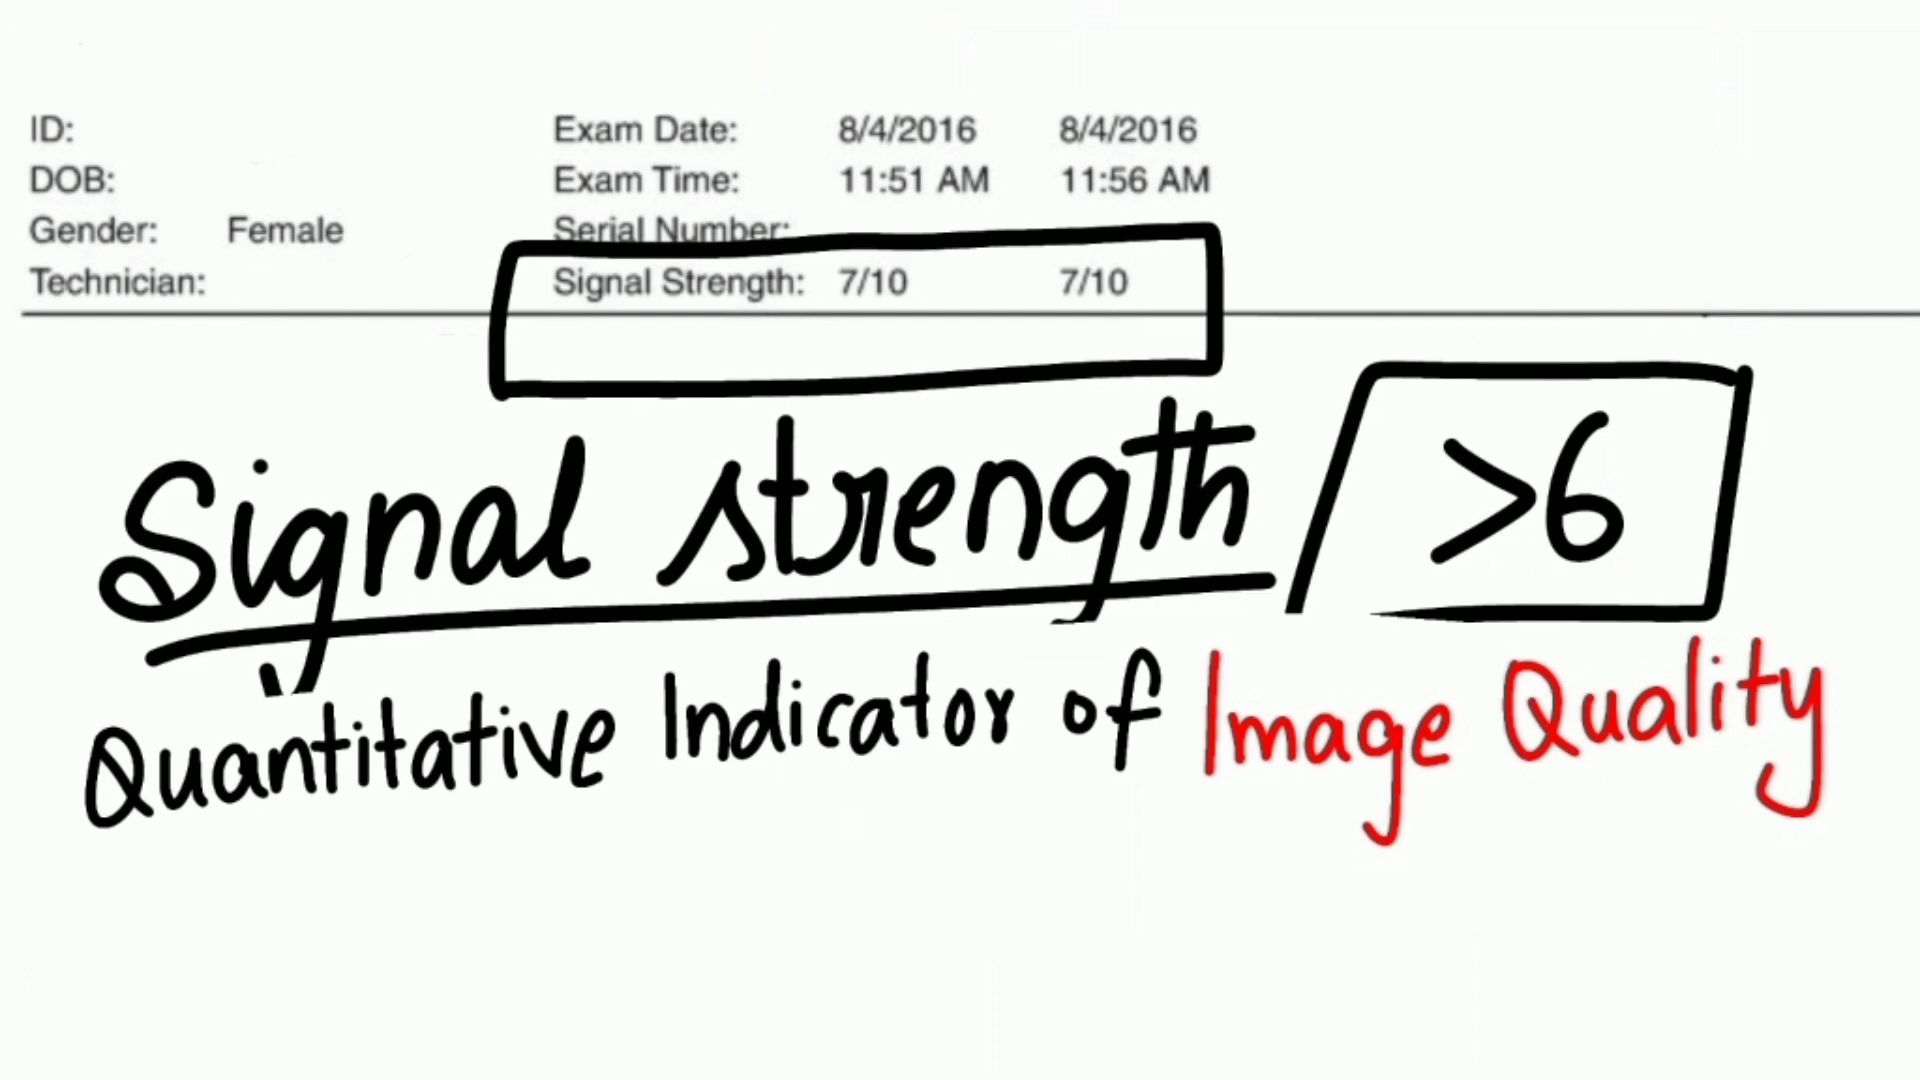 ID: Exam Date: 8/4/2016 8/4/2016
DOB: Exam Time: 11:51 AM 11:56 AM
Gender: Female Serial Number:
Technician: Signal Strength: 7/10 7/10
Signal strength >6
Quantitative Indicator of Image Quality